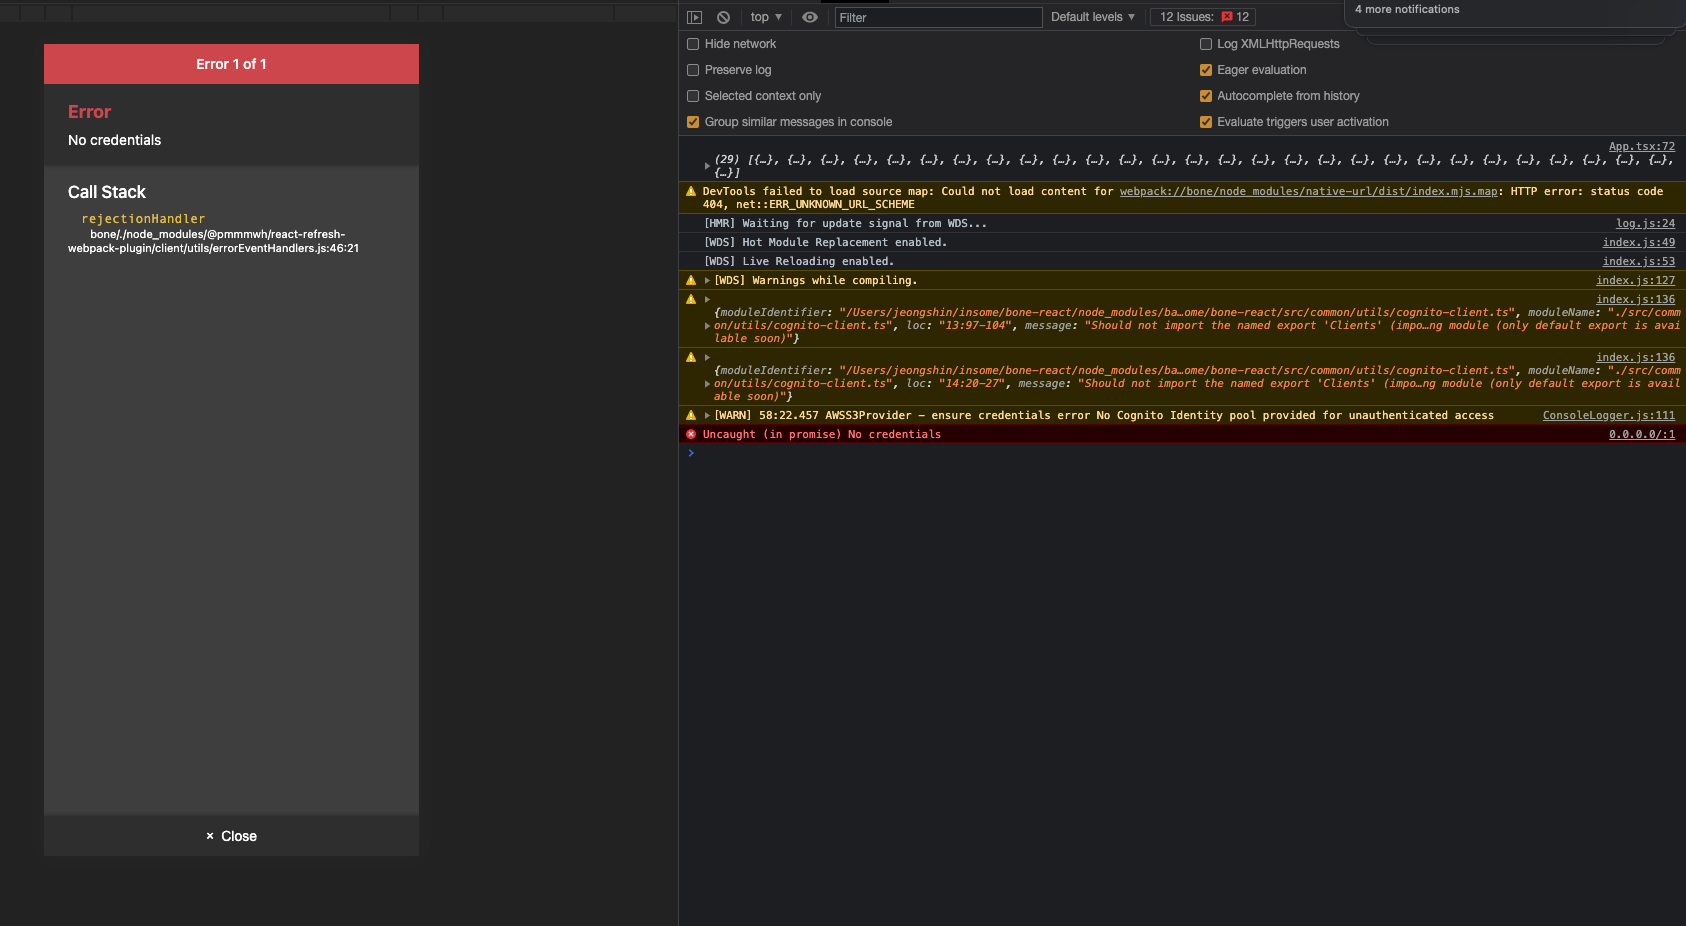 Error 1 of 1
Error
No credentials
Call Stack
rejectionHandler
bone/./node_modules/@pmmmwh/react-refresh-
webpack-plugin/client/utils/errorEventHandlers.js:46:21
× Close
top ▼
Filter
Default levels ▼
12 Issues: 12
4 more notifications
Hide network
Log XMLHttpRequests
Preserve log
Eager evaluation
Selected context only
Autocomplete from history
Group similar messages in console
Evaluate triggers user activation
App.tsx:72
(29) [{…}, {…}, {…}, {…}, {…}, {…}, {…}, {…}, {…}, {…}, {…}, {…}, {…}, {…}, {…}, {…}, {…}, {…}, {…}, {…}, {…}, {…}, {…}, {…}, {…}, {…}, {…}, {…},
{…}]
DevTools failed to load source map: Could not load content for webpack://bone/node_modules/native-url/dist/index.mjs.map: HTTP error: status code
404, net::ERR_UNKNOWN_URL_SCHEME
[HMR] Waiting for update signal from WDS... log.js:24
[WDS] Hot Module Replacement enabled. index.js:49
[WDS] Live Reloading enabled. index.js:53
[WDS] Warnings while compiling. index.js:127
index.js:136
{moduleIdentifier: "/Users/jeongshin/insome/bone-react/node_modules/ba…ome/bone-react/src/common/utils/cognito-client.ts", moduleName: "./src/comm
on/utils/cognito-client.ts", loc: "13:97-104", message: "Should not import the named export 'Clients' (impo…ng module (only default export is avai
lable soon)"}
index.js:136
{moduleIdentifier: "/Users/jeongshin/insome/bone-react/node_modules/ba…ome/bone-react/src/common/utils/cognito-client.ts", moduleName: "./src/comm
on/utils/cognito-client.ts", loc: "14:20-27", message: "Should not import the named export 'Clients' (impo…ng module (only default export is avail
able soon)"}
[WARN] 58:22.457 AWSS3Provider – ensure credentials error No Cognito Identity pool provided for unauthenticated access ConsoleLogger.js:111
Uncaught (in promise) No credentials 0.0.0.0/:1